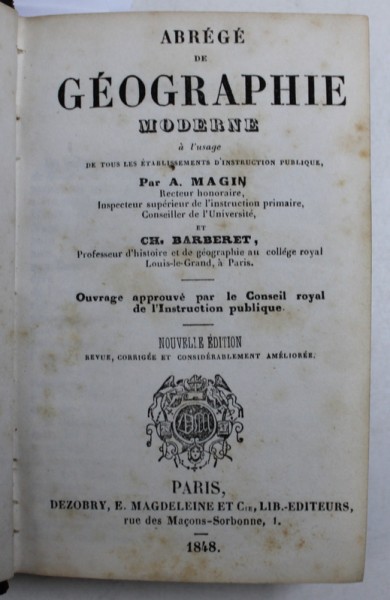 ABRÉGÉ
DE
GÉOGRAPHIE
MODERNE
à l'usage
DE TOUS LES ÉTABLISSEMENTS D'INSTRUCTION PUBLIQUE,
Par A. MAGIN
Recteur honoraire,
Inspecteur supérieur de l'instruction primaire,
Conseiller de l'Université,
ET
CH. BARBERET,
Professeur d'histoire et de géographie au collége royal
Louis-le-Grand, à Paris.
Ouvrage approuvé par le Conseil royal
de l'Instruction publique
NOUVELLE ÉDITION
REVUE, CORRIGÉE ET CONSIDÉRABLEMENT AMÉLIORÉE.
PARIS,
DEZOBRY, E. MAGDELEINE ET Cie, LIB.-EDITEURS,
rue des Maçons-Sorbonne, 1.
1848.